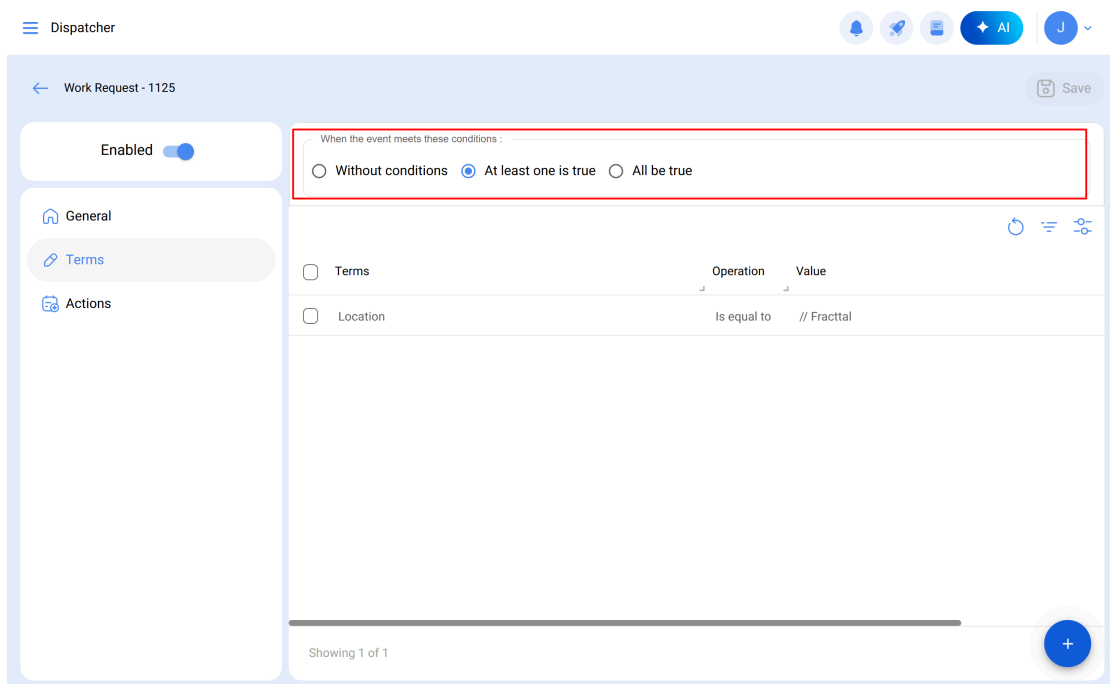 Dispatcher
AI
J
Work Request - 1125
Save
Enabled
When the event meets these conditions :
Without conditions At least one is true All be true
General
Terms
Actions
Terms Operation Value
Location Is equal to // Fracttal
Showing 1 of 1
+